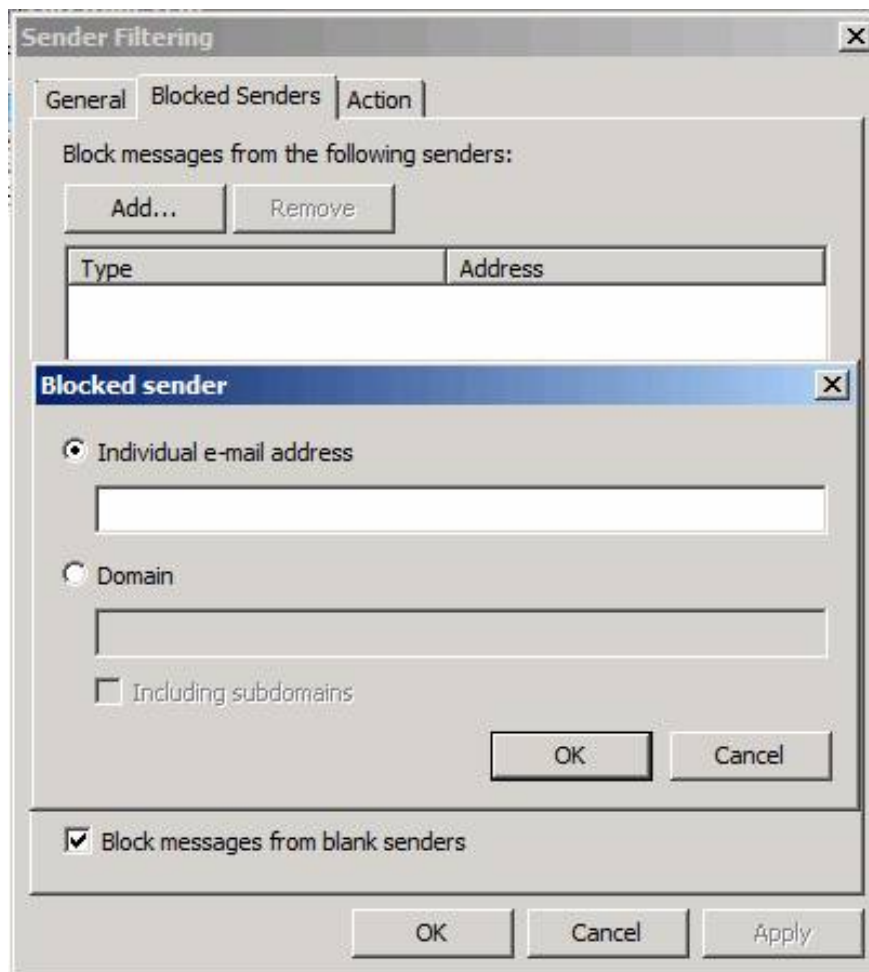 Sender Filtering
General Blocked Senders Action
Block messages from the following senders:
Add... Remove
Type Address
Blocked sender
Individual e-mail address
Domain
Including subdomains
OK Cancel
Block messages from blank senders
OK Cancel Apply